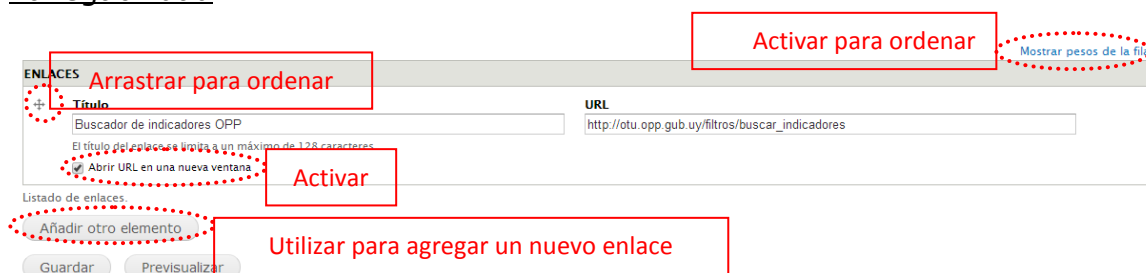 Activar para ordenar
Mostrar pesos de la fila
ENLACES
Arrastrar para ordenar
Título
URL
Buscador de indicadores OPP
http://otu.opp.gub.uy/filtros/buscar_indicadores
El título del enlace se limita a un máximo de 128 caracteres
Abrir URL en una nueva ventana
Activar
Listado de enlaces.
Añadir otro elemento
Utilizar para agregar un nuevo enlace
Guardar
Previsualizar